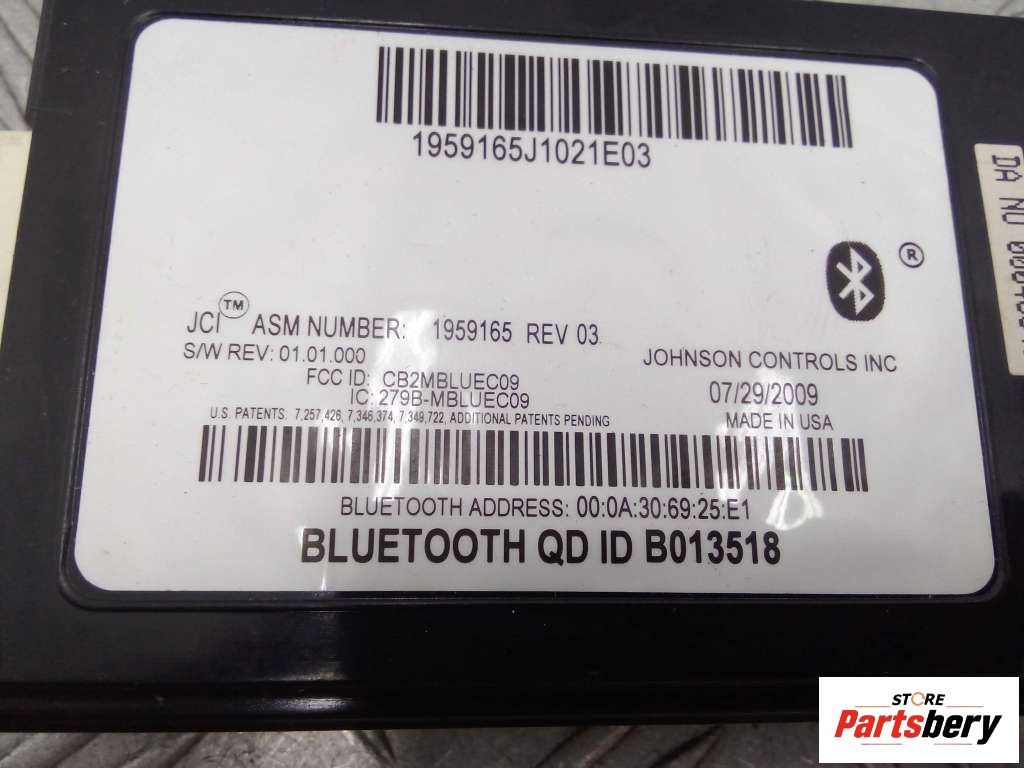 1959165J1021E03
JCI™ ASM NUMBER: 1959165 REV 03
S/W REV: 01.01.000
FCC ID: CB2MBLUEC09
IC: 279B-MBLUEC09
U.S. PATENTS: 7,257,426, 7,346,374, 7,349,722, ADDITIONAL PATENTS PENDING
®
JOHNSON CONTROLS INC
07/29/2009
MADE IN USA
BLUETOOTH ADDRESS: 00:0A:30:69:25:E1
BLUETOOTH QD ID B013518
DA NU
STORE
Partsbery